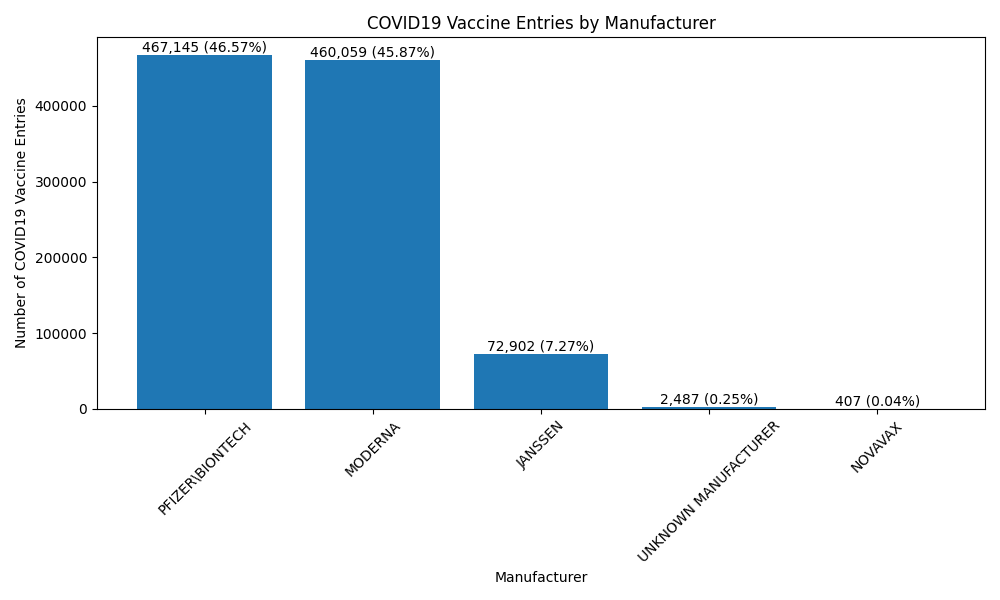 COVID19 Vaccine Entries by Manufacturer
467,145 (46.57%)
460,059 (45.87%)
72,902 (7.27%)
2,487 (0.25%)
407 (0.04%)
Number of COVID19 Vaccine Entries
400000
300000
200000
100000
0
PFIZER\BIONTECH
MODERNA
JANSSEN
UNKNOWN MANUFACTURER
NOVAVAX
Manufacturer